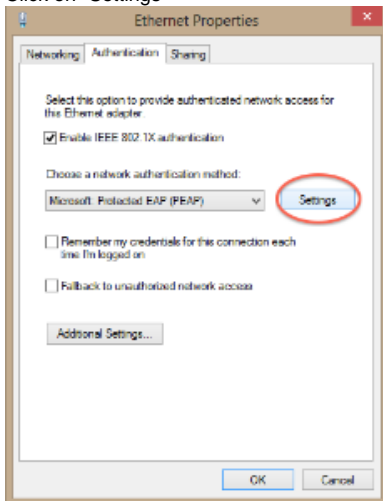 Click on "Settings"
Ethernet Properties
Networking Authentication Sharing
Select this option to provide authenticated network access for
this Ethernet adapter.
Enable IEEE 802.1X authentication
Choose a network authentication method:
Microsoft: Protected EAP (PEAP) Settings
Remember my credentials for this connection each
time I'm logged on
Fallback to unauthorized network access
Additional Settings...
OK Cancel